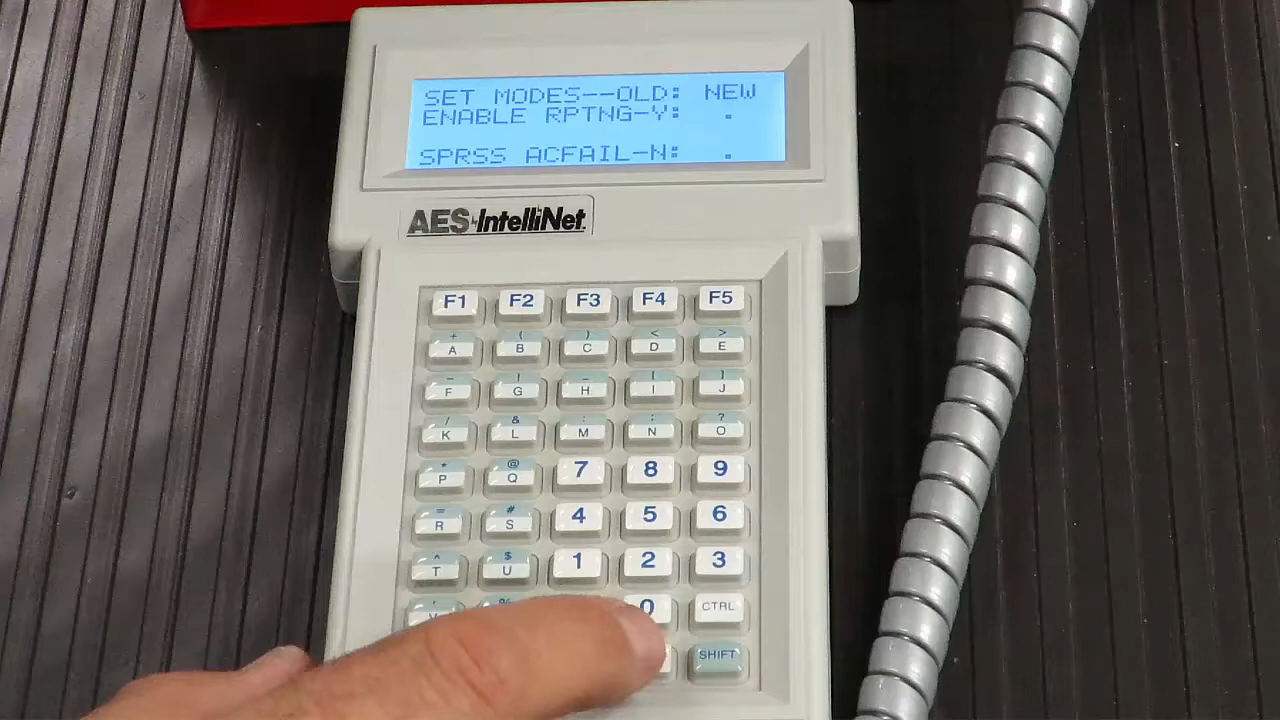 SET MODES--OLD: NEW
ENABLE RPTNG-Y: .
SPRSS ACFAIL-N: .
AES IntelliNet
F1 F2 F3 F4 F5
+ ( ) < >
A B C D E
- ! _ [ ]
F G H I J
/ & : ; ?
K L M N O
* @
P Q 7 8 9
= #
R S 4 5 6
^ $
T U 1 2 3
' %
V 0 CTRL
SHIFT